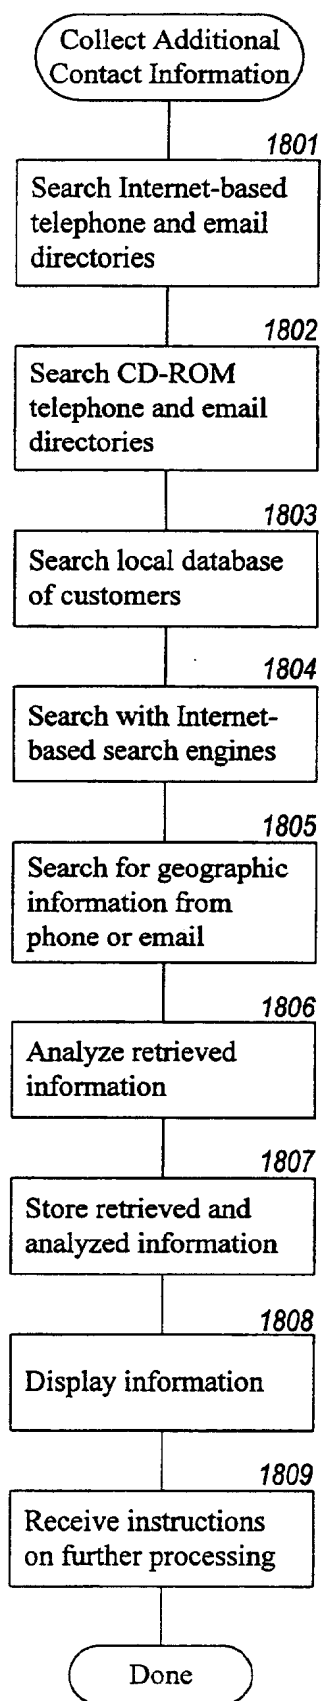 Collect Additional
Contact Information
1801
Search Internet-based
telephone and email
directories
1802
Search CD-ROM
telephone and email
directories
1803
Search local database
of customers
1804
Search with Internet-
based search engines
1805
Search for geographic
information from
phone or email
1806
Analyze retrieved
information
1807
Store retrieved and
analyzed information
1808
Display information
1809
Receive instructions
on further processing
Done